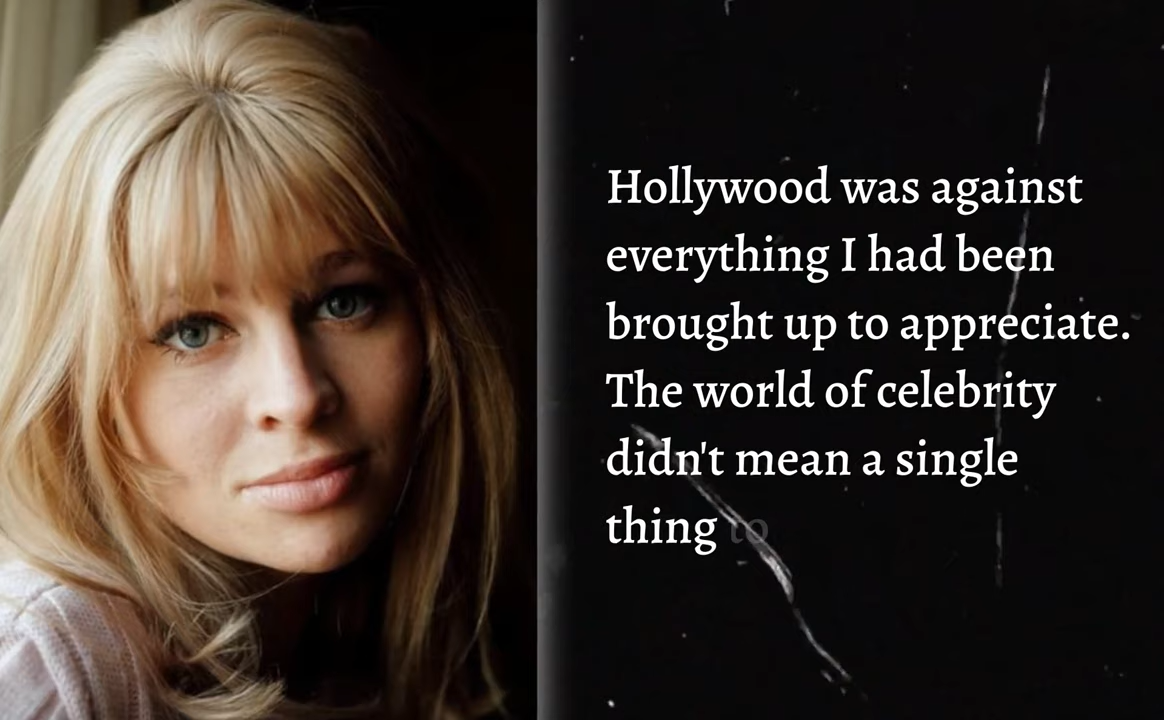 Hollywood was against
everything I had been
brought up to appreciate.
The world of celebrity
didn't mean a single
thing to